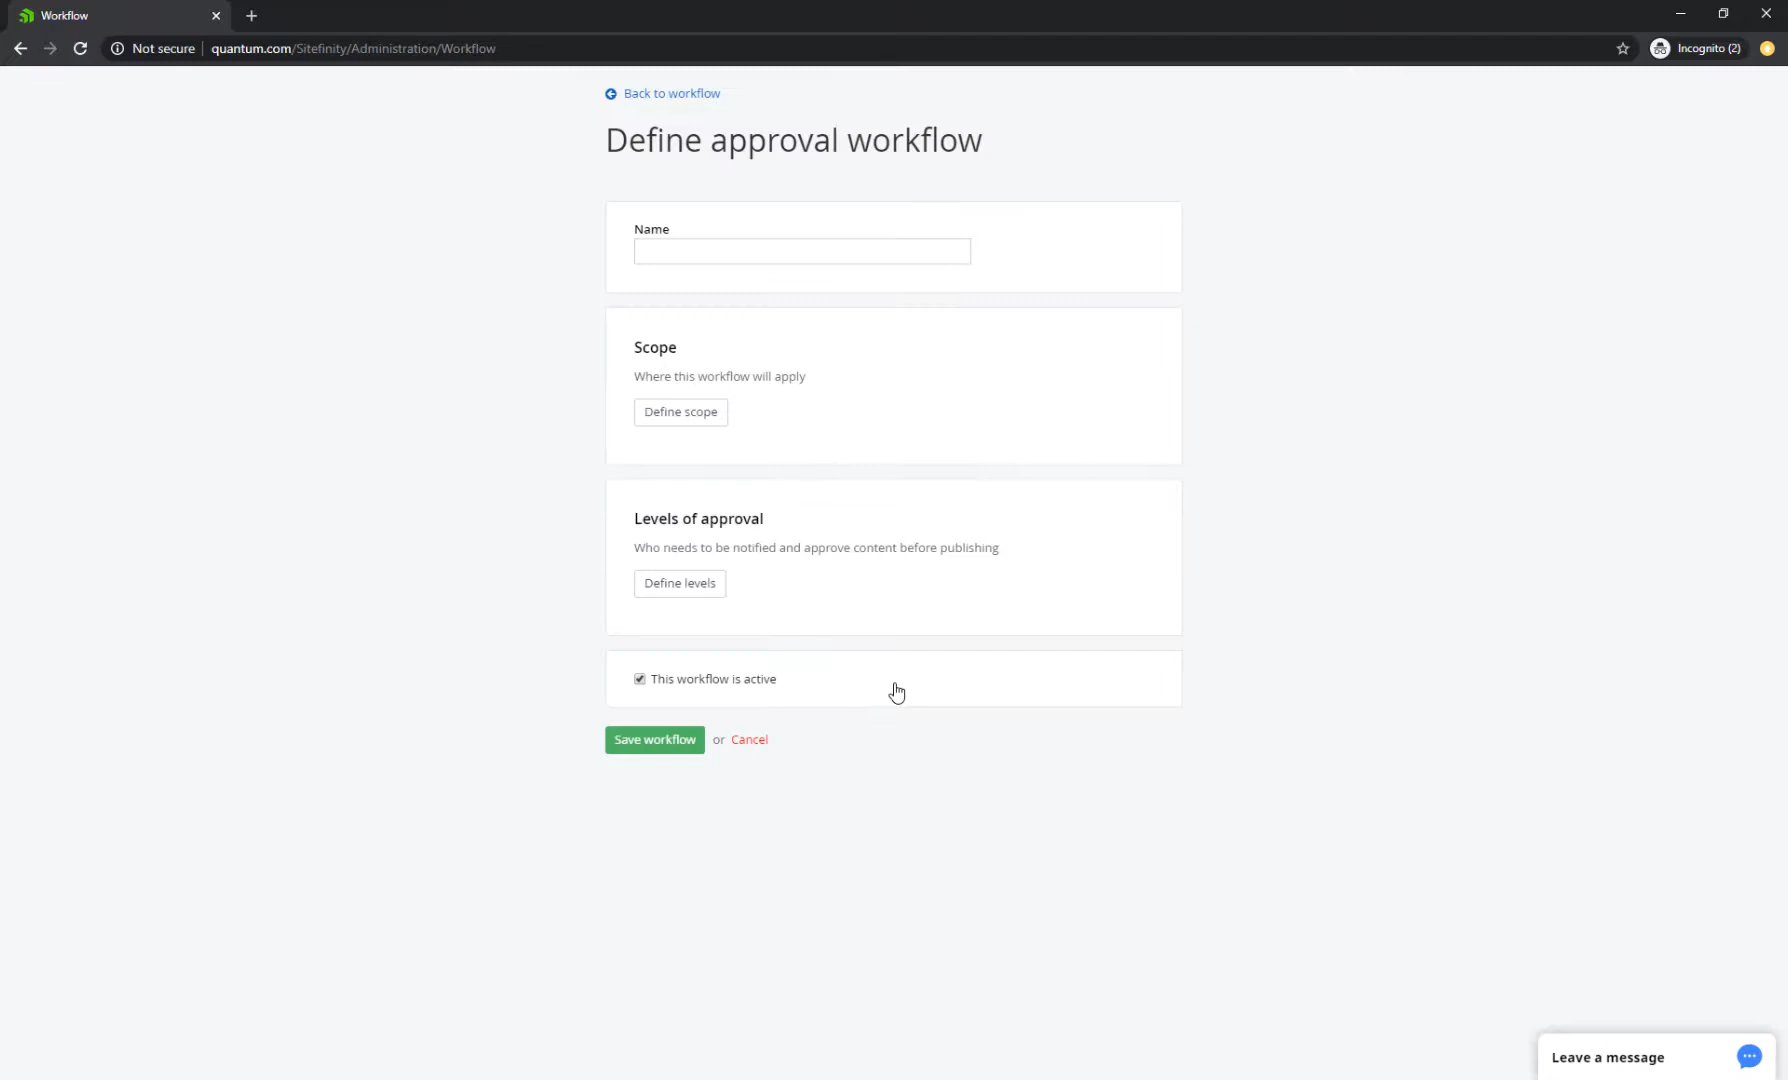 Workflow
Not secure
quantum.com/Sitefinity/Administration/Workflow
Incognito (2)
Back to workflow
Define approval workflow
Name
Scope
Where this workflow will apply
Define scope
Levels of approval
Who needs to be notified and approve content before publishing
Define levels
This workflow is active
Save workflow or Cancel
Leave a message